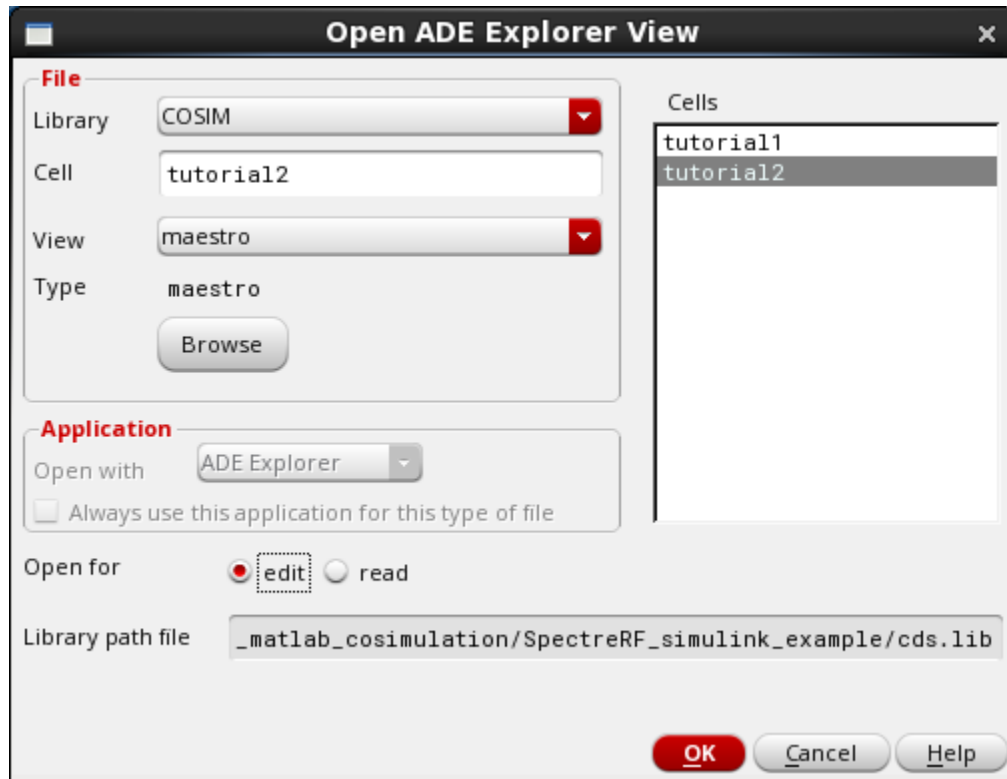 Open ADE Explorer View
File
Library COSIM
Cell tutorial2
View maestro
Type maestro
Browse
Cells
tutorial1
tutorial2
Application
Open with ADE Explorer
Always use this application for this type of file
Open for edit read
Library path file _matlab_cosimulation/SpectreRF_simulink_example/cds.lib
OK Cancel Help